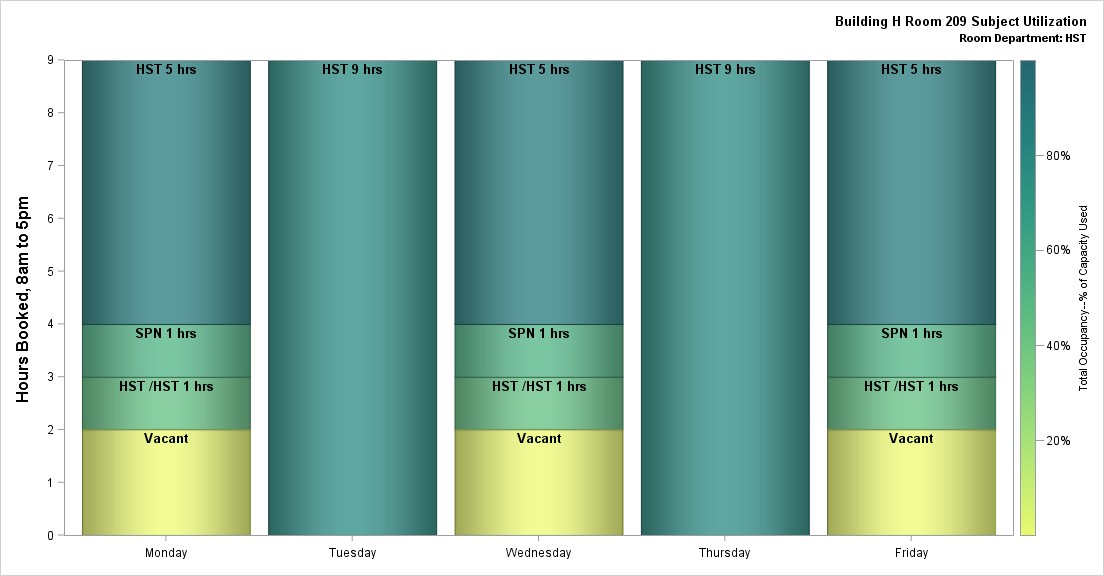 Building H Room 209 Subject Utilization
Room Department: HST
Hours Booked, 8am to 5pm
9
8
7
6
5
4
3
2
1
0
HST 5 hrs
SPN 1 hrs
HST /HST 1 hrs
Vacant
HST 9 hrs
HST 5 hrs
SPN 1 hrs
HST /HST 1 hrs
Vacant
HST 9 hrs
HST 5 hrs
SPN 1 hrs
HST /HST 1 hrs
Vacant
Monday
Tuesday
Wednesday
Thursday
Friday
80%
60%
40%
20%
Total Occupancy--% of Capacity Used